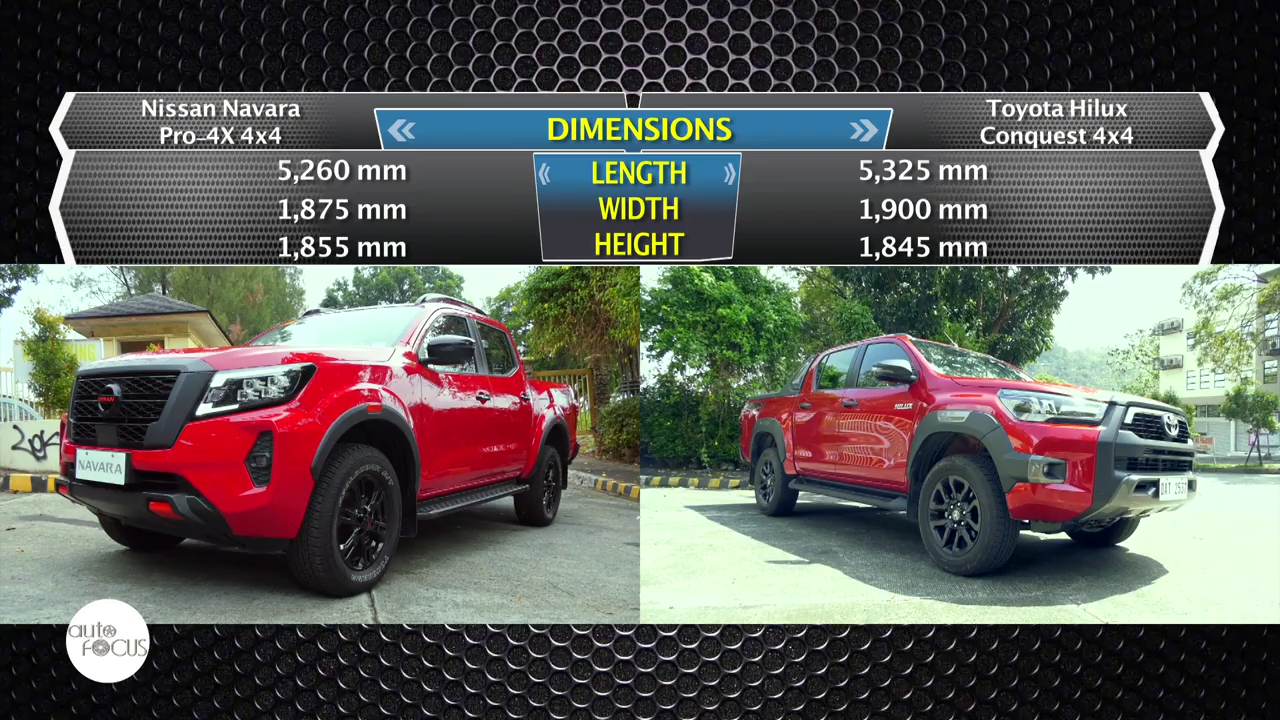 Nissan Navara
Pro-4X 4x4
DIMENSIONS
Toyota Hilux
Conquest 4x4
5,260 mm LENGTH 5,325 mm
1,875 mm WIDTH 1,900 mm
1,855 mm HEIGHT 1,845 mm
NAVARA
auto
FOCUS